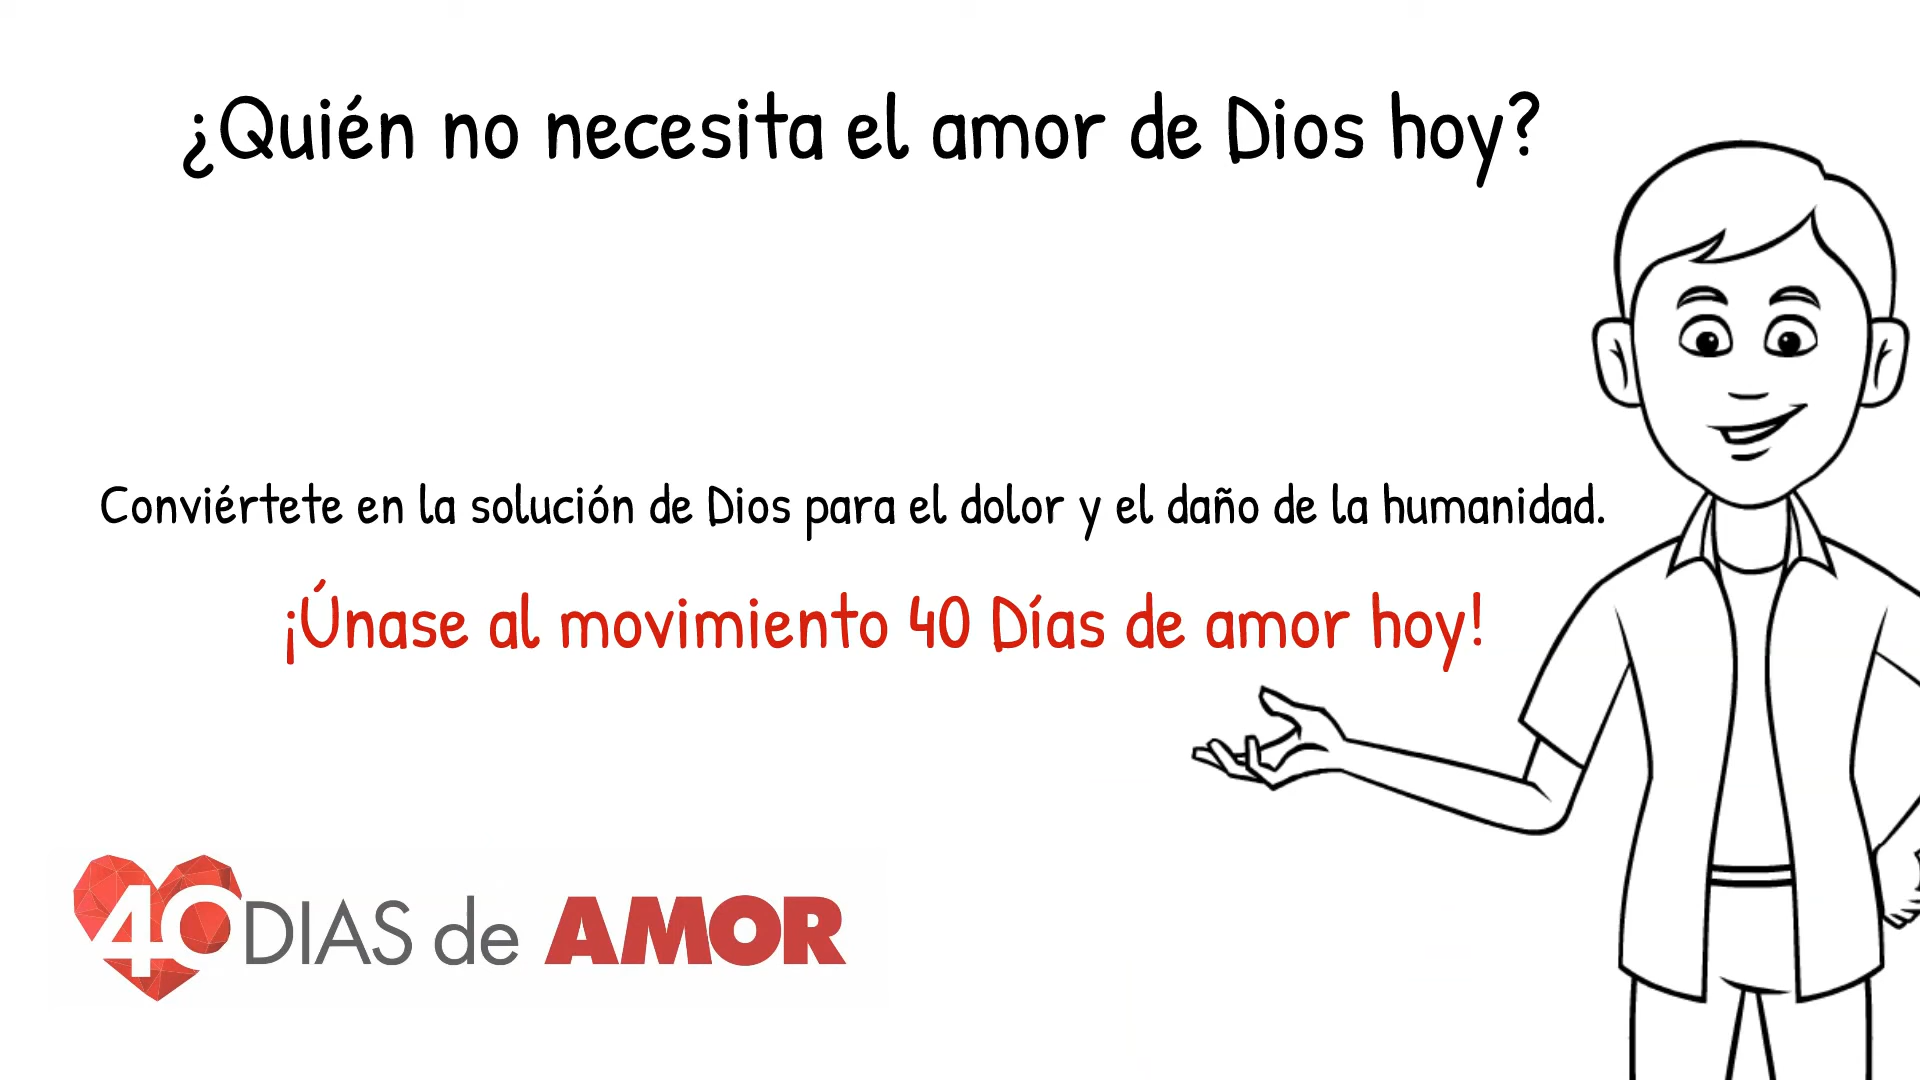 ¿Quién no necesita el amor de Dios hoy?
Conviértete en la solución de Dios para el dolor y el daño de la humanidad.
¡Únase al movimiento 40 Días de amor hoy!
40 DIAS de AMOR